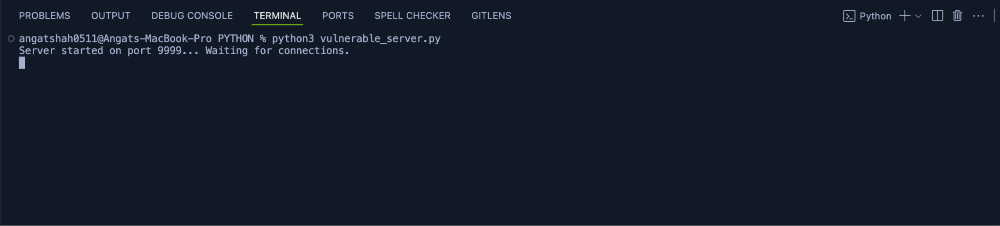 PROBLEMS OUTPUT DEBUG CONSOLE TERMINAL PORTS SPELL CHECKER GITLENS Python
angatshah0511@Angats-MacBook-Pro PYTHON % python3 vulnerable_server.py
Server started on port 9999... Waiting for connections.